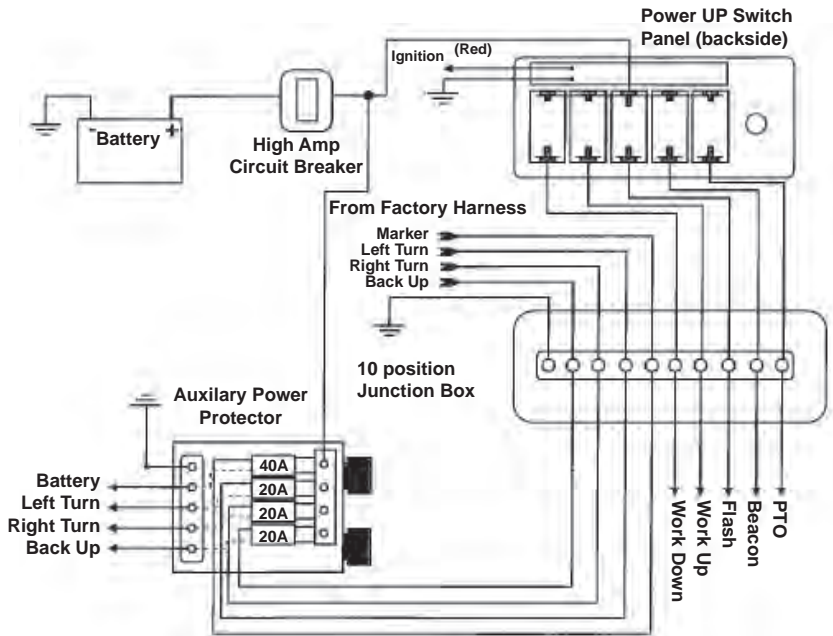 Power UP Switch
Panel (backside)
Ignition
(Red)
-Battery +
High Amp
Circuit Breaker
From Factory Harness
Marker
Left Turn
Right Turn
Back Up
10 position
Junction Box
Auxilary Power
Protector
40A
20A
20A
20A
Battery
Left Turn
Right Turn
Back Up
Work Down
Work Up
Flash
Beacon
PTO